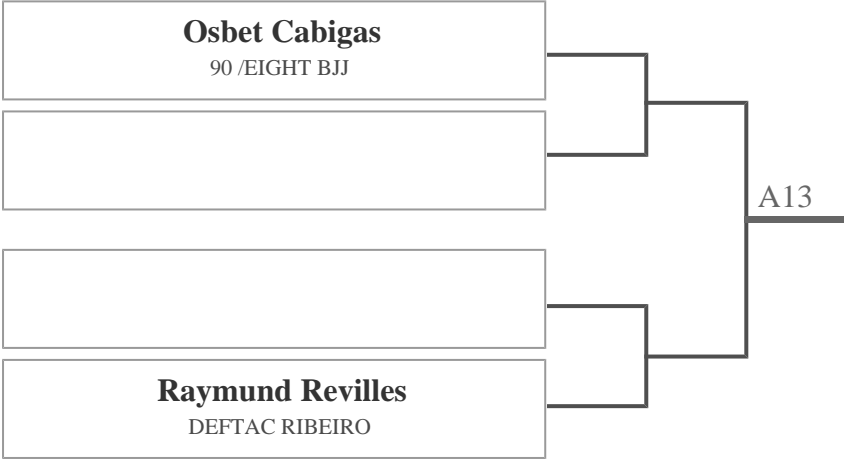 Osbet Cabigas
90 /EIGHT BJJ
A13
Raymund Revilles
DEFTAC RIBEIRO